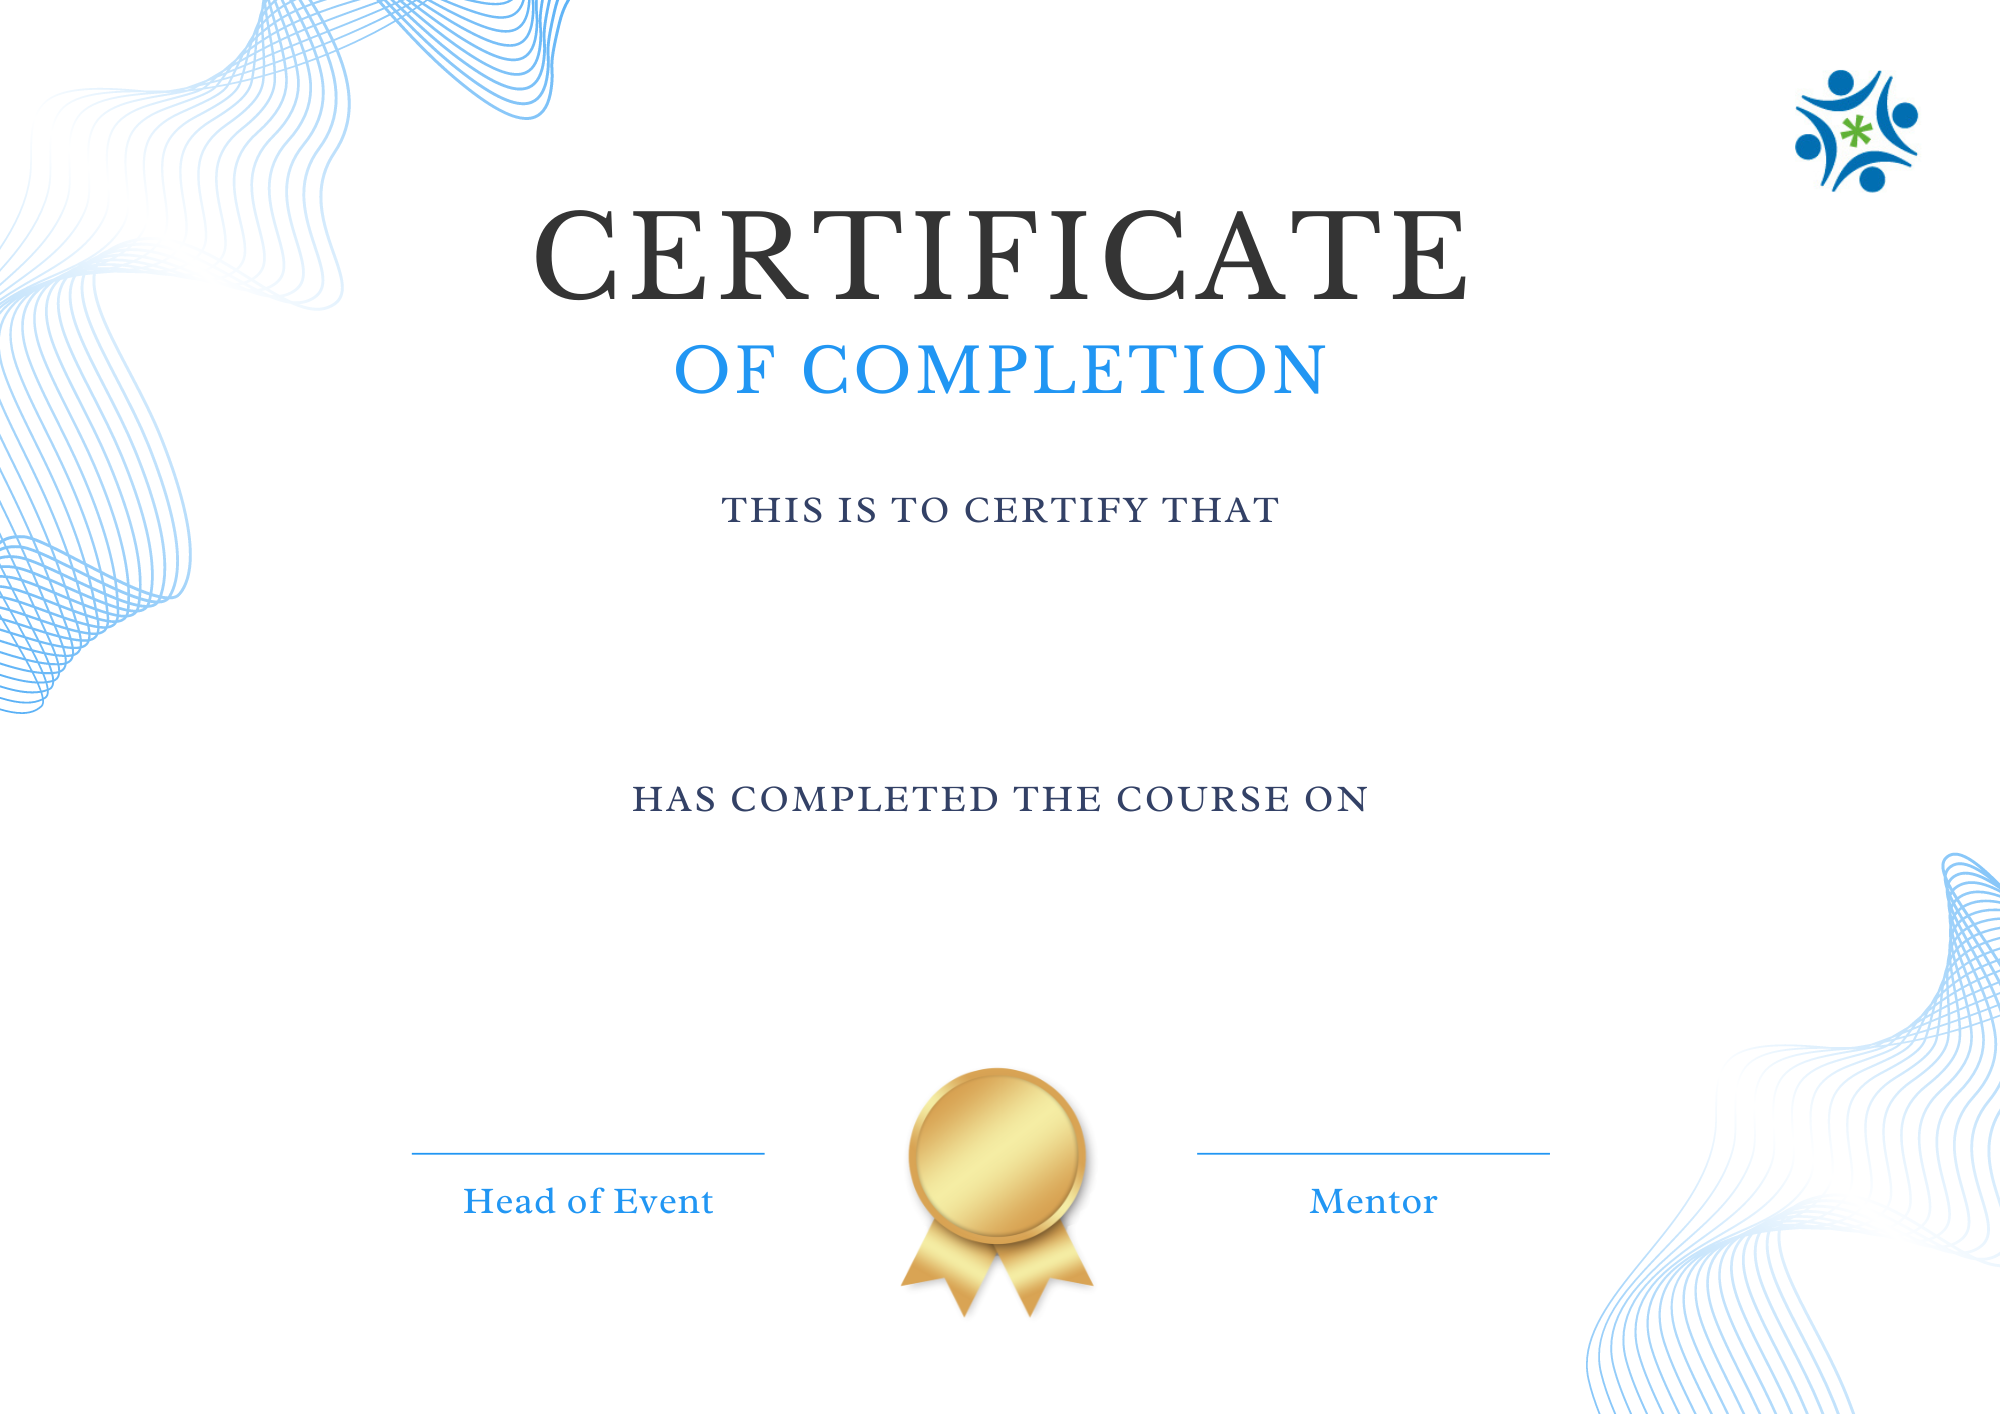 CERTIFICATE
OF COMPLETION
THIS IS TO CERTIFY THAT
HAS COMPLETED THE COURSE ON
Head of Event
Mentor